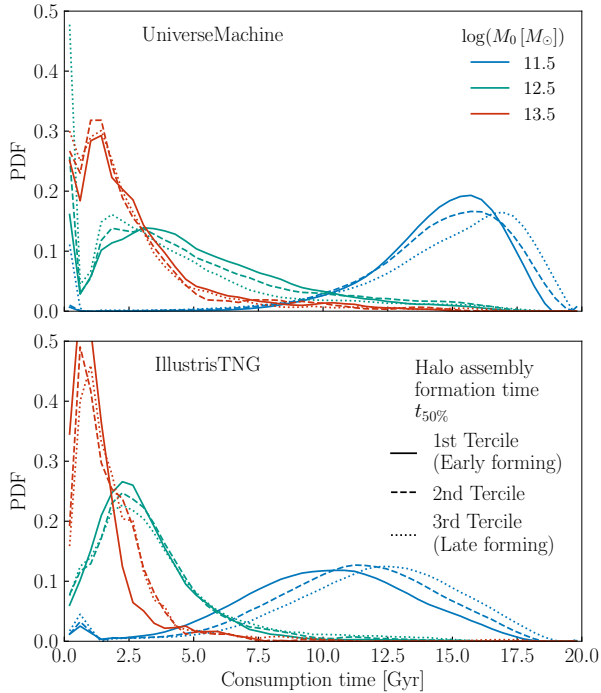 0.5
UniverseMachine
log(M₀ [M⊙])
11.5
0.4
12.5
13.5
0.3
PDF
0.2
0.1
0.0
0.5
IllustrisTNG
Halo assembly
formation time
t₅₀%
0.4
1st Tercile
(Early forming)
0.3
2nd Tercile
PDF
3rd Tercile
(Late forming)
0.2
0.1
0.0
0.0 2.5 5.0 7.5 10.0 12.5 15.0 17.5 20.0
Consumption time [Gyr]